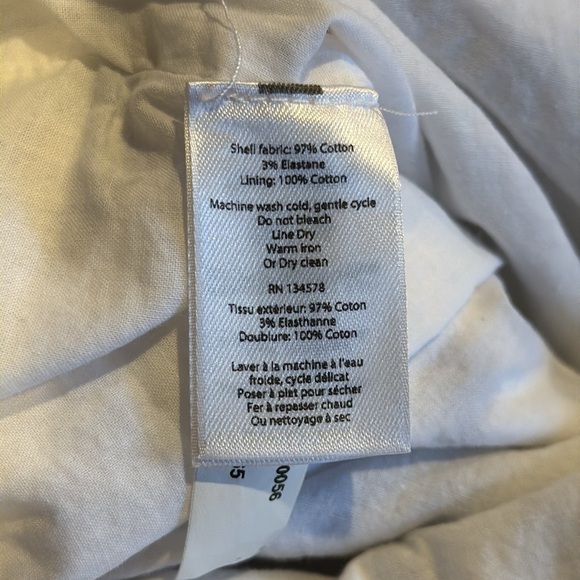 Shell fabric: 97% Cotton
3% Elastane
Lining: 100% Cotton
Machine wash cold, gentle cycle
Do not bleach
Line Dry
Warm iron
Or Dry clean
RN 134578
Tissu extérieur: 97% Coton
3% Elasthanne
Doublure: 100% Coton
Laver à la machine à l'eau
froide, cycle délicat
Poser à plat pour sécher
Fer à repasser chaud
Ou nettoyage à sec
0056